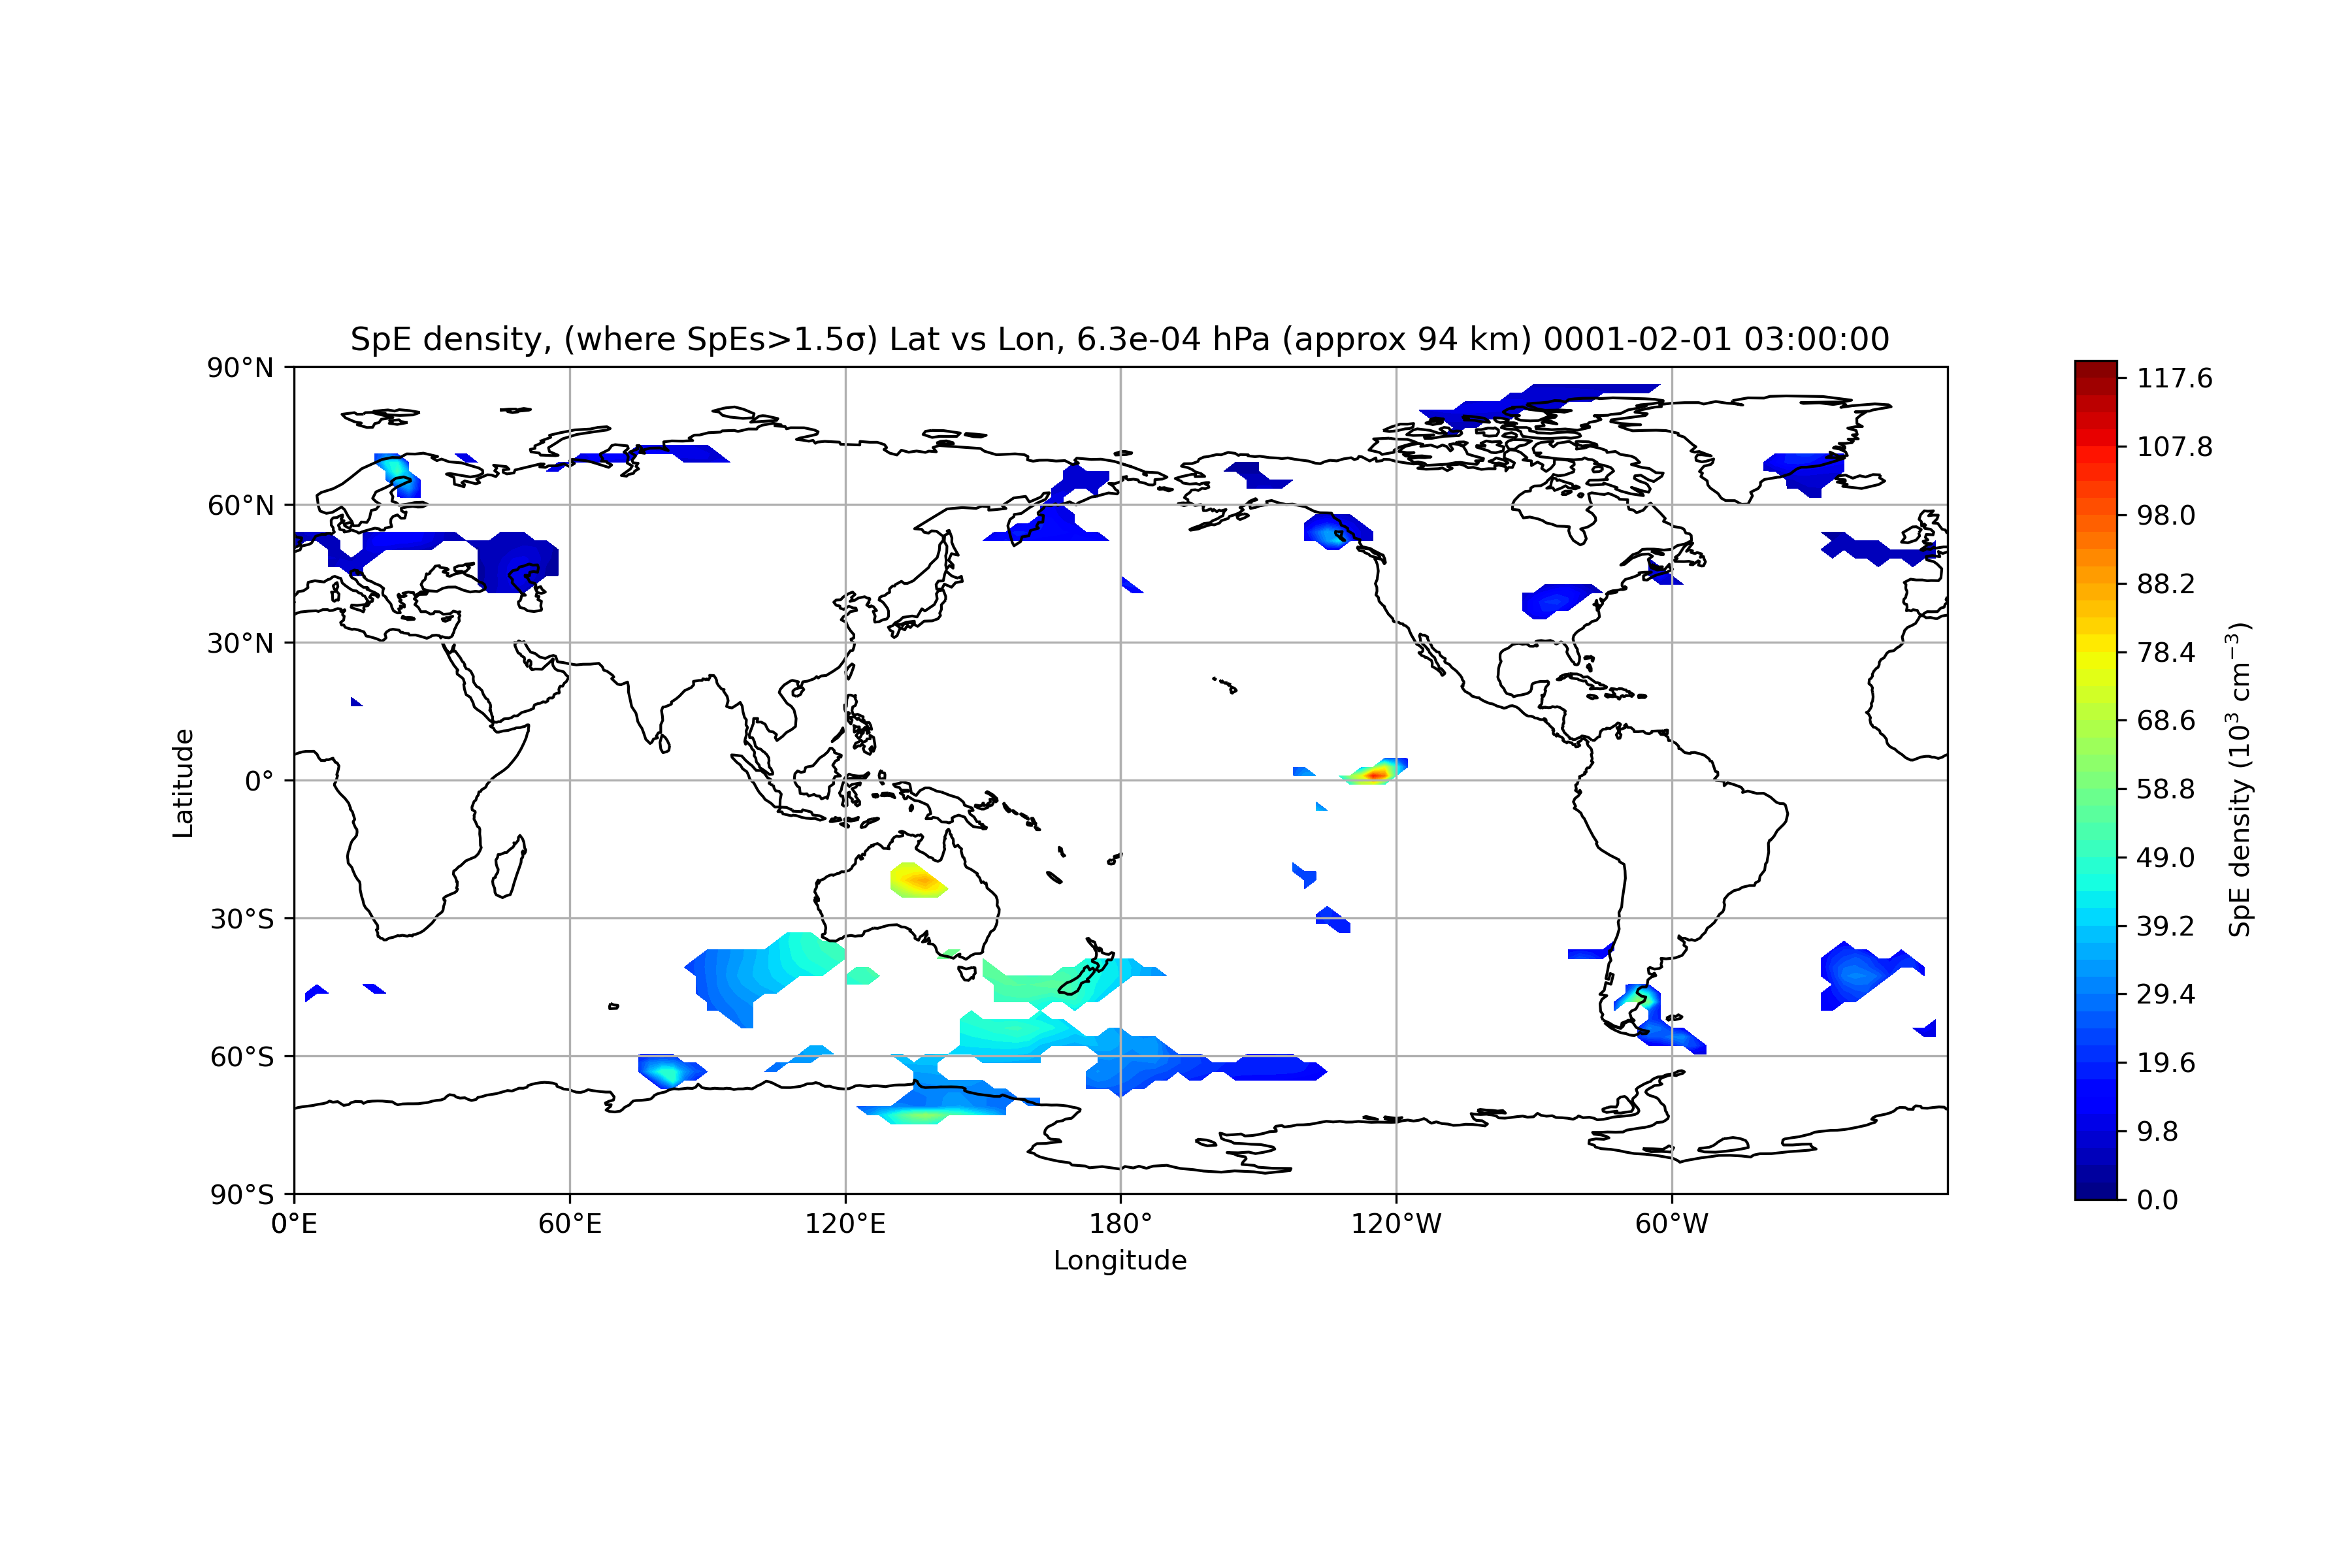 SpE density, (where SpEs>1.5σ) Lat vs Lon, 6.3e-04 hPa (approx 94 km) 0001-02-01 03:00:00
90°N
60°N
30°N
0°
30°S
60°S
90°S
Latitude
0°E
60°E
120°E
180°
120°W
60°W
Longitude
117.6
107.8
98.0
88.2
78.4
68.6
58.8
49.0
39.2
29.4
19.6
9.8
0.0
SpE density (10³ cm⁻³)